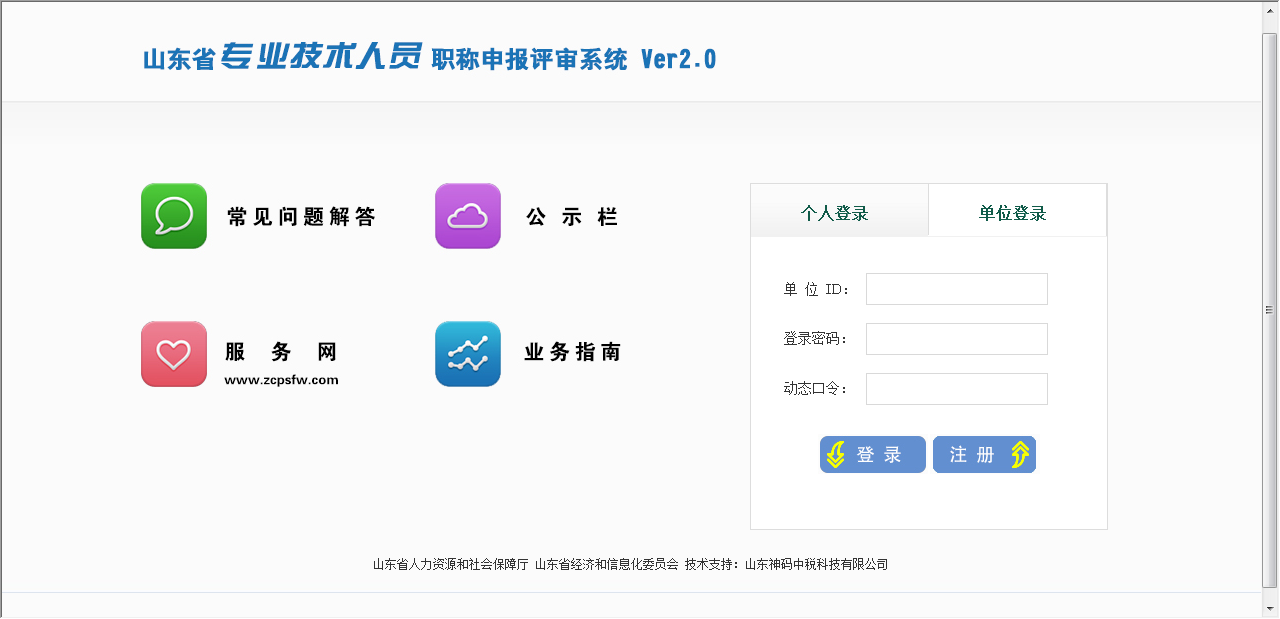 山东省专业技术人员 职称申报评审系统 Ver2.0
常见问题解答
公示栏
个人登录
单位登录
单 位 ID：
登录密码：
服务网
www.zcpsfw.com
业务指南
动态口令：
登录
注册
山东省人力资源和社会保障厅 山东省经济和信息化委员会 技术支持：山东神码中税科技有限公司